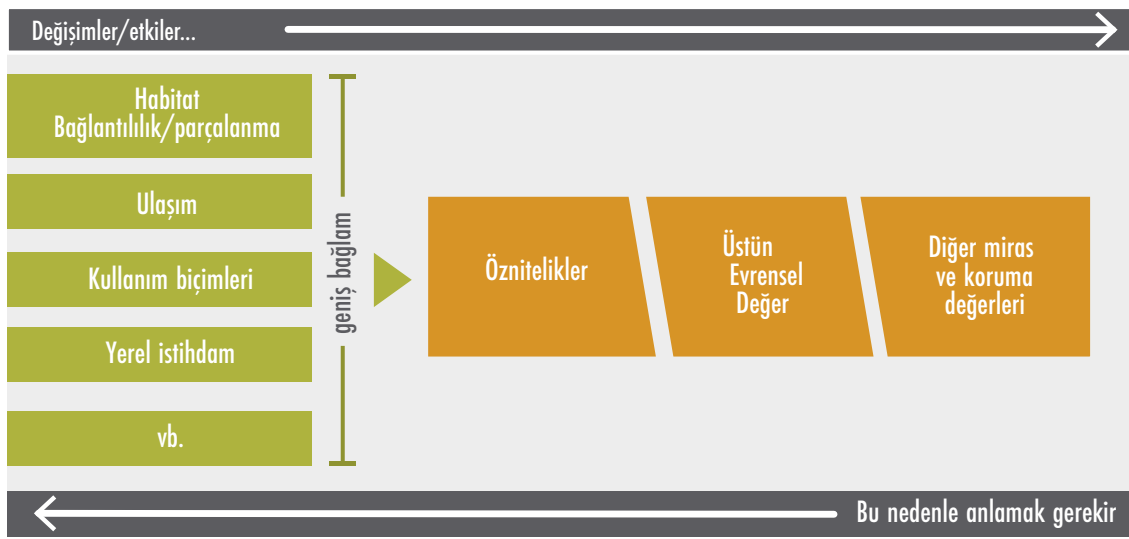 Değişimler/etkiler...
Habitat
Bağlantılılık/parçalanma
Ulaşım
Kullanım biçimleri
Yerel istihdam
vb.
geniş bağlam
Öznitelikler
Üstün
Evrensel
Değer
Diğer miras
ve koruma
değerleri
Bu nedenle anlamak gerekir